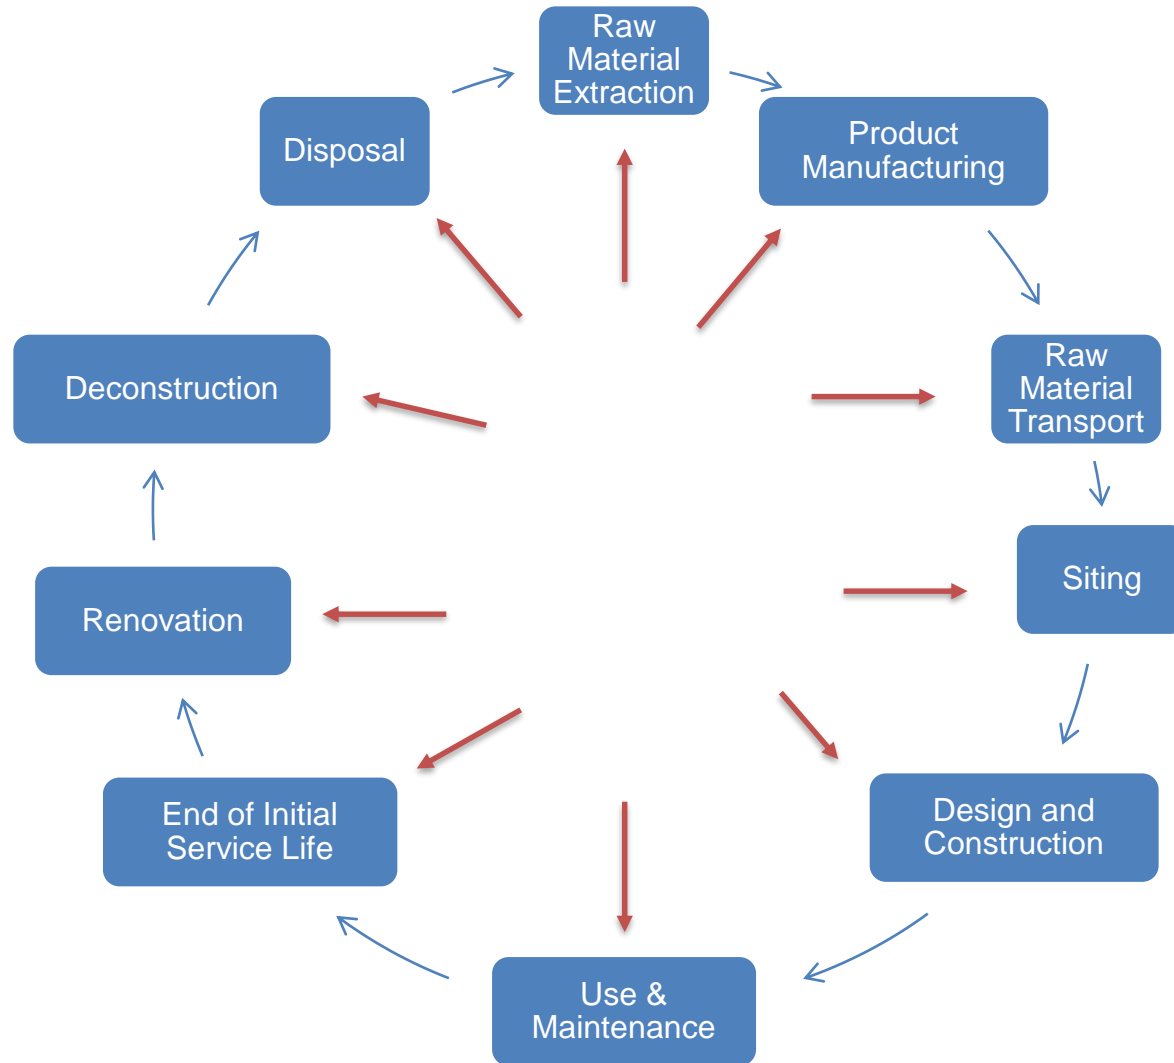 Raw
Material
Extraction
Product
Manufacturing
Raw
Material
Transport
Siting
Design and
Construction
Use &
Maintenance
End of Initial
Service Life
Renovation
Deconstruction
Disposal